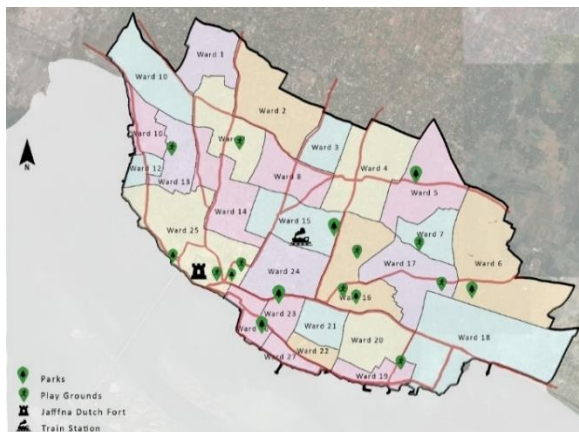 Ward 1
Ward 10
Ward 2
Ward 10
Ward
Ward 3
Ward 4
Ward 12
Ward 13
Ward 8
Ward 5
Ward 14
Ward 15
Ward 7
Ward 25
Ward 17
Ward 6
Ward 24
Ward 16
Ward 23
Ward 21
Ward 20
Ward 18
Ward 22
Ward 27
Ward 19
N
Parks
Play Grounds
Jafffna Dutch Fort
Train Station